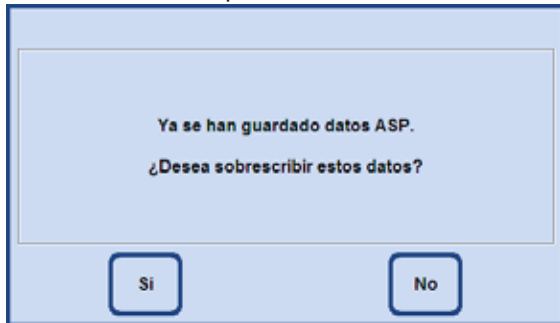 Ya se han guardado datos ASP.
¿Desea sobrescribir estos datos?
Si No